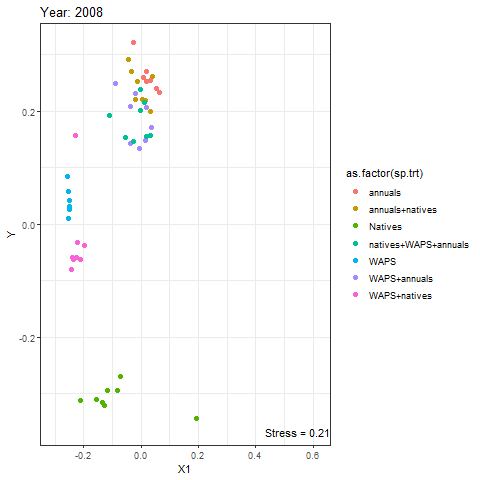 Year: 2008
0.2
0.0
-0.2
Y
-0.2
0.0
0.2
0.4
0.6
X1
Stress = 0.21
as.factor(sp.trt)
annuals
annuals+natives
Natives
natives+WAPS+annuals
WAPS
WAPS+annuals
WAPS+natives